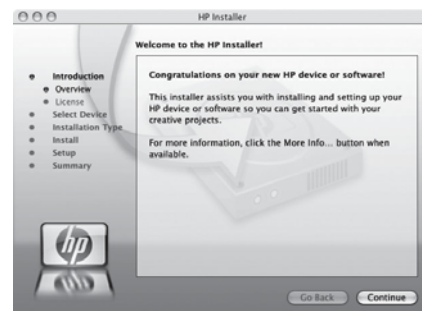 HP Installer
Welcome to the HP Installer!
Introduction
Overview
License
Select Device
Installation Type
Install
Setup
Summary
Congratulations on your new HP device or software!
This installer assists you with installing and setting up your
HP device or software so you can get started with your
creative projects.
For more information, click the More Info... button when
available.
hp
Go Back
Continue